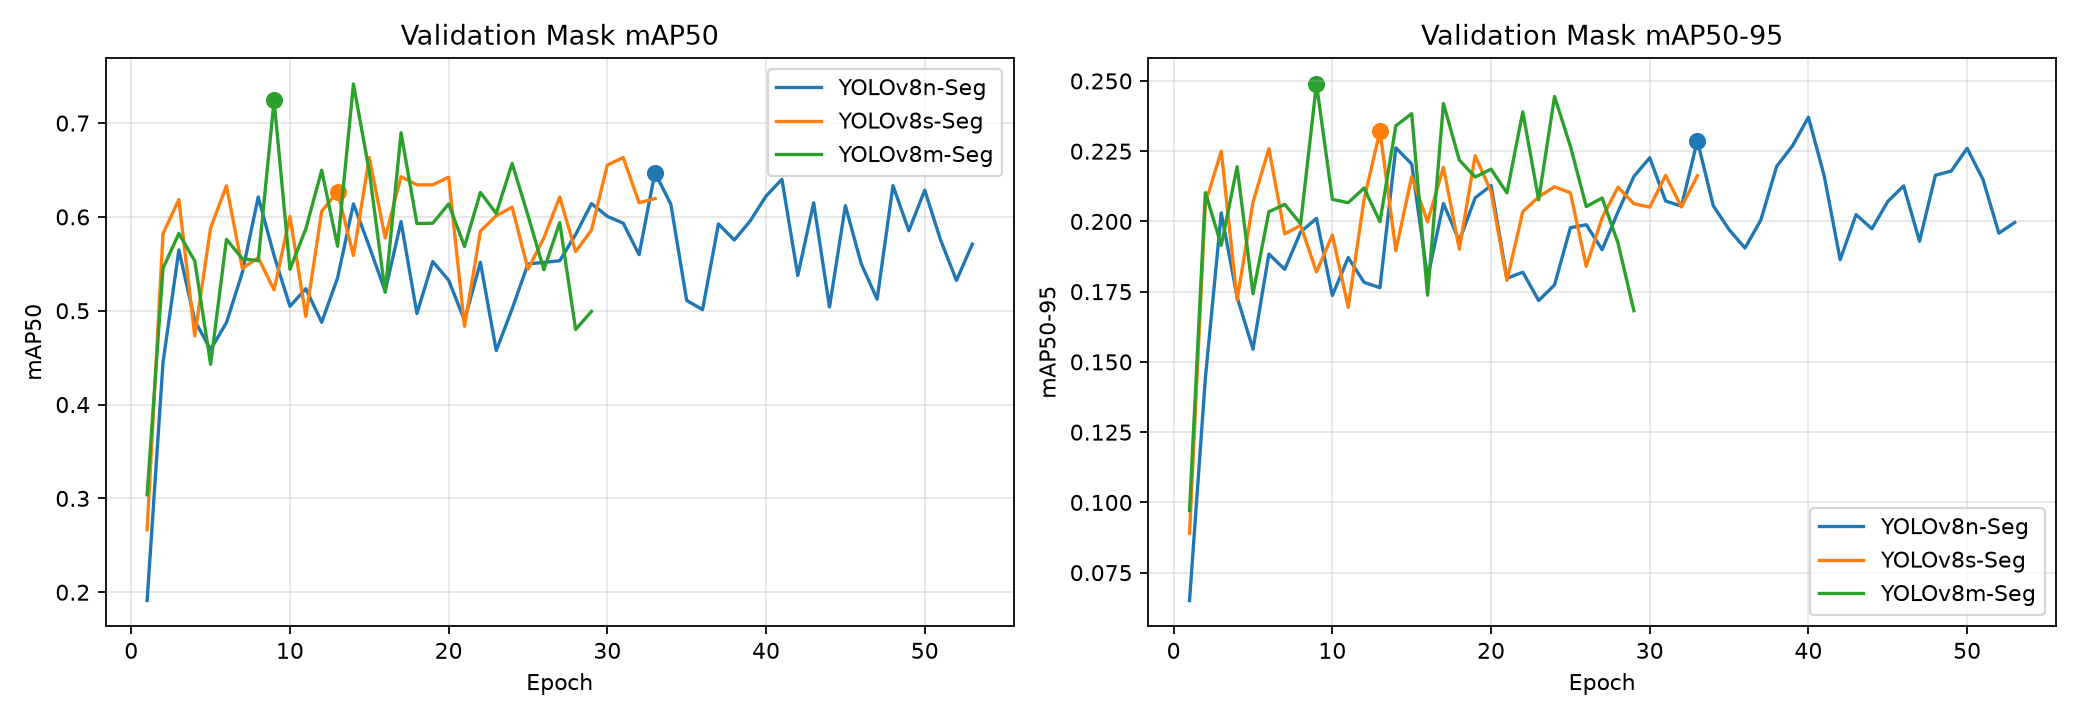 Validation Mask mAP50
mAP50
0.7
0.6
0.5
0.4
0.3
0.2
0
10
20
30
40
50
Epoch
YOLOv8n-Seg
YOLOv8s-Seg
YOLOv8m-Seg
Validation Mask mAP50-95
mAP50-95
0.250
0.225
0.200
0.175
0.150
0.125
0.100
0.075
0
10
20
30
40
50
Epoch
YOLOv8n-Seg
YOLOv8s-Seg
YOLOv8m-Seg